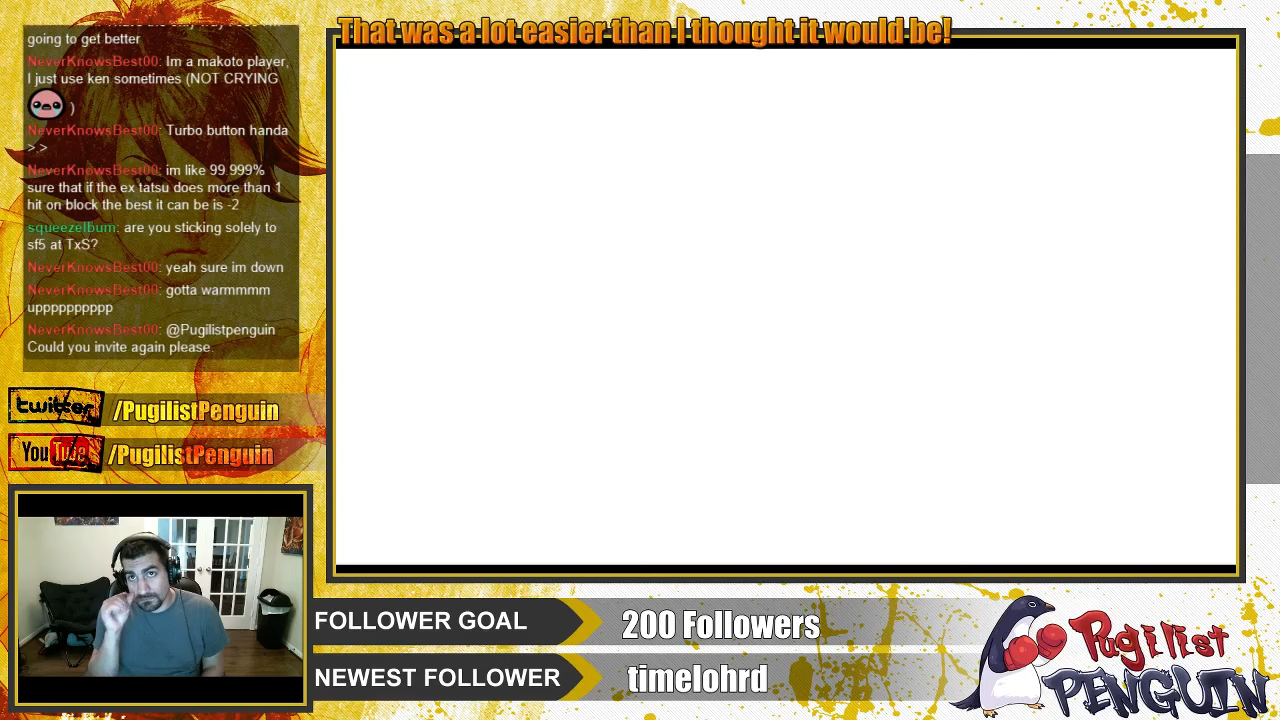 That was a lot easier than I thought it would be!
going to get better
NeverKnowsBest00: Im a makoto player,
I just use ken sometimes (NOT CRYING
)
NeverKnowsBest00: Turbo button handa
>.>
NeverKnowsBest00: im like 99.999%
sure that if the ex tatsu does more than 1
hit on block the best it can be is -2
squeezelbum: are you sticking solely to
sf5 at TxS?
NeverKnowsBest00: yeah sure im down
NeverKnowsBest00: gotta warmmmm
upppppppppp
NeverKnowsBest00: @Pugilistpenguin
Could you invite again please.
twitter /PugilistPenguin
YouTube /PugilistPenguin
FOLLOWER GOAL 200 Followers
NEWEST FOLLOWER timelohrd
Pugilist
PENGUIN